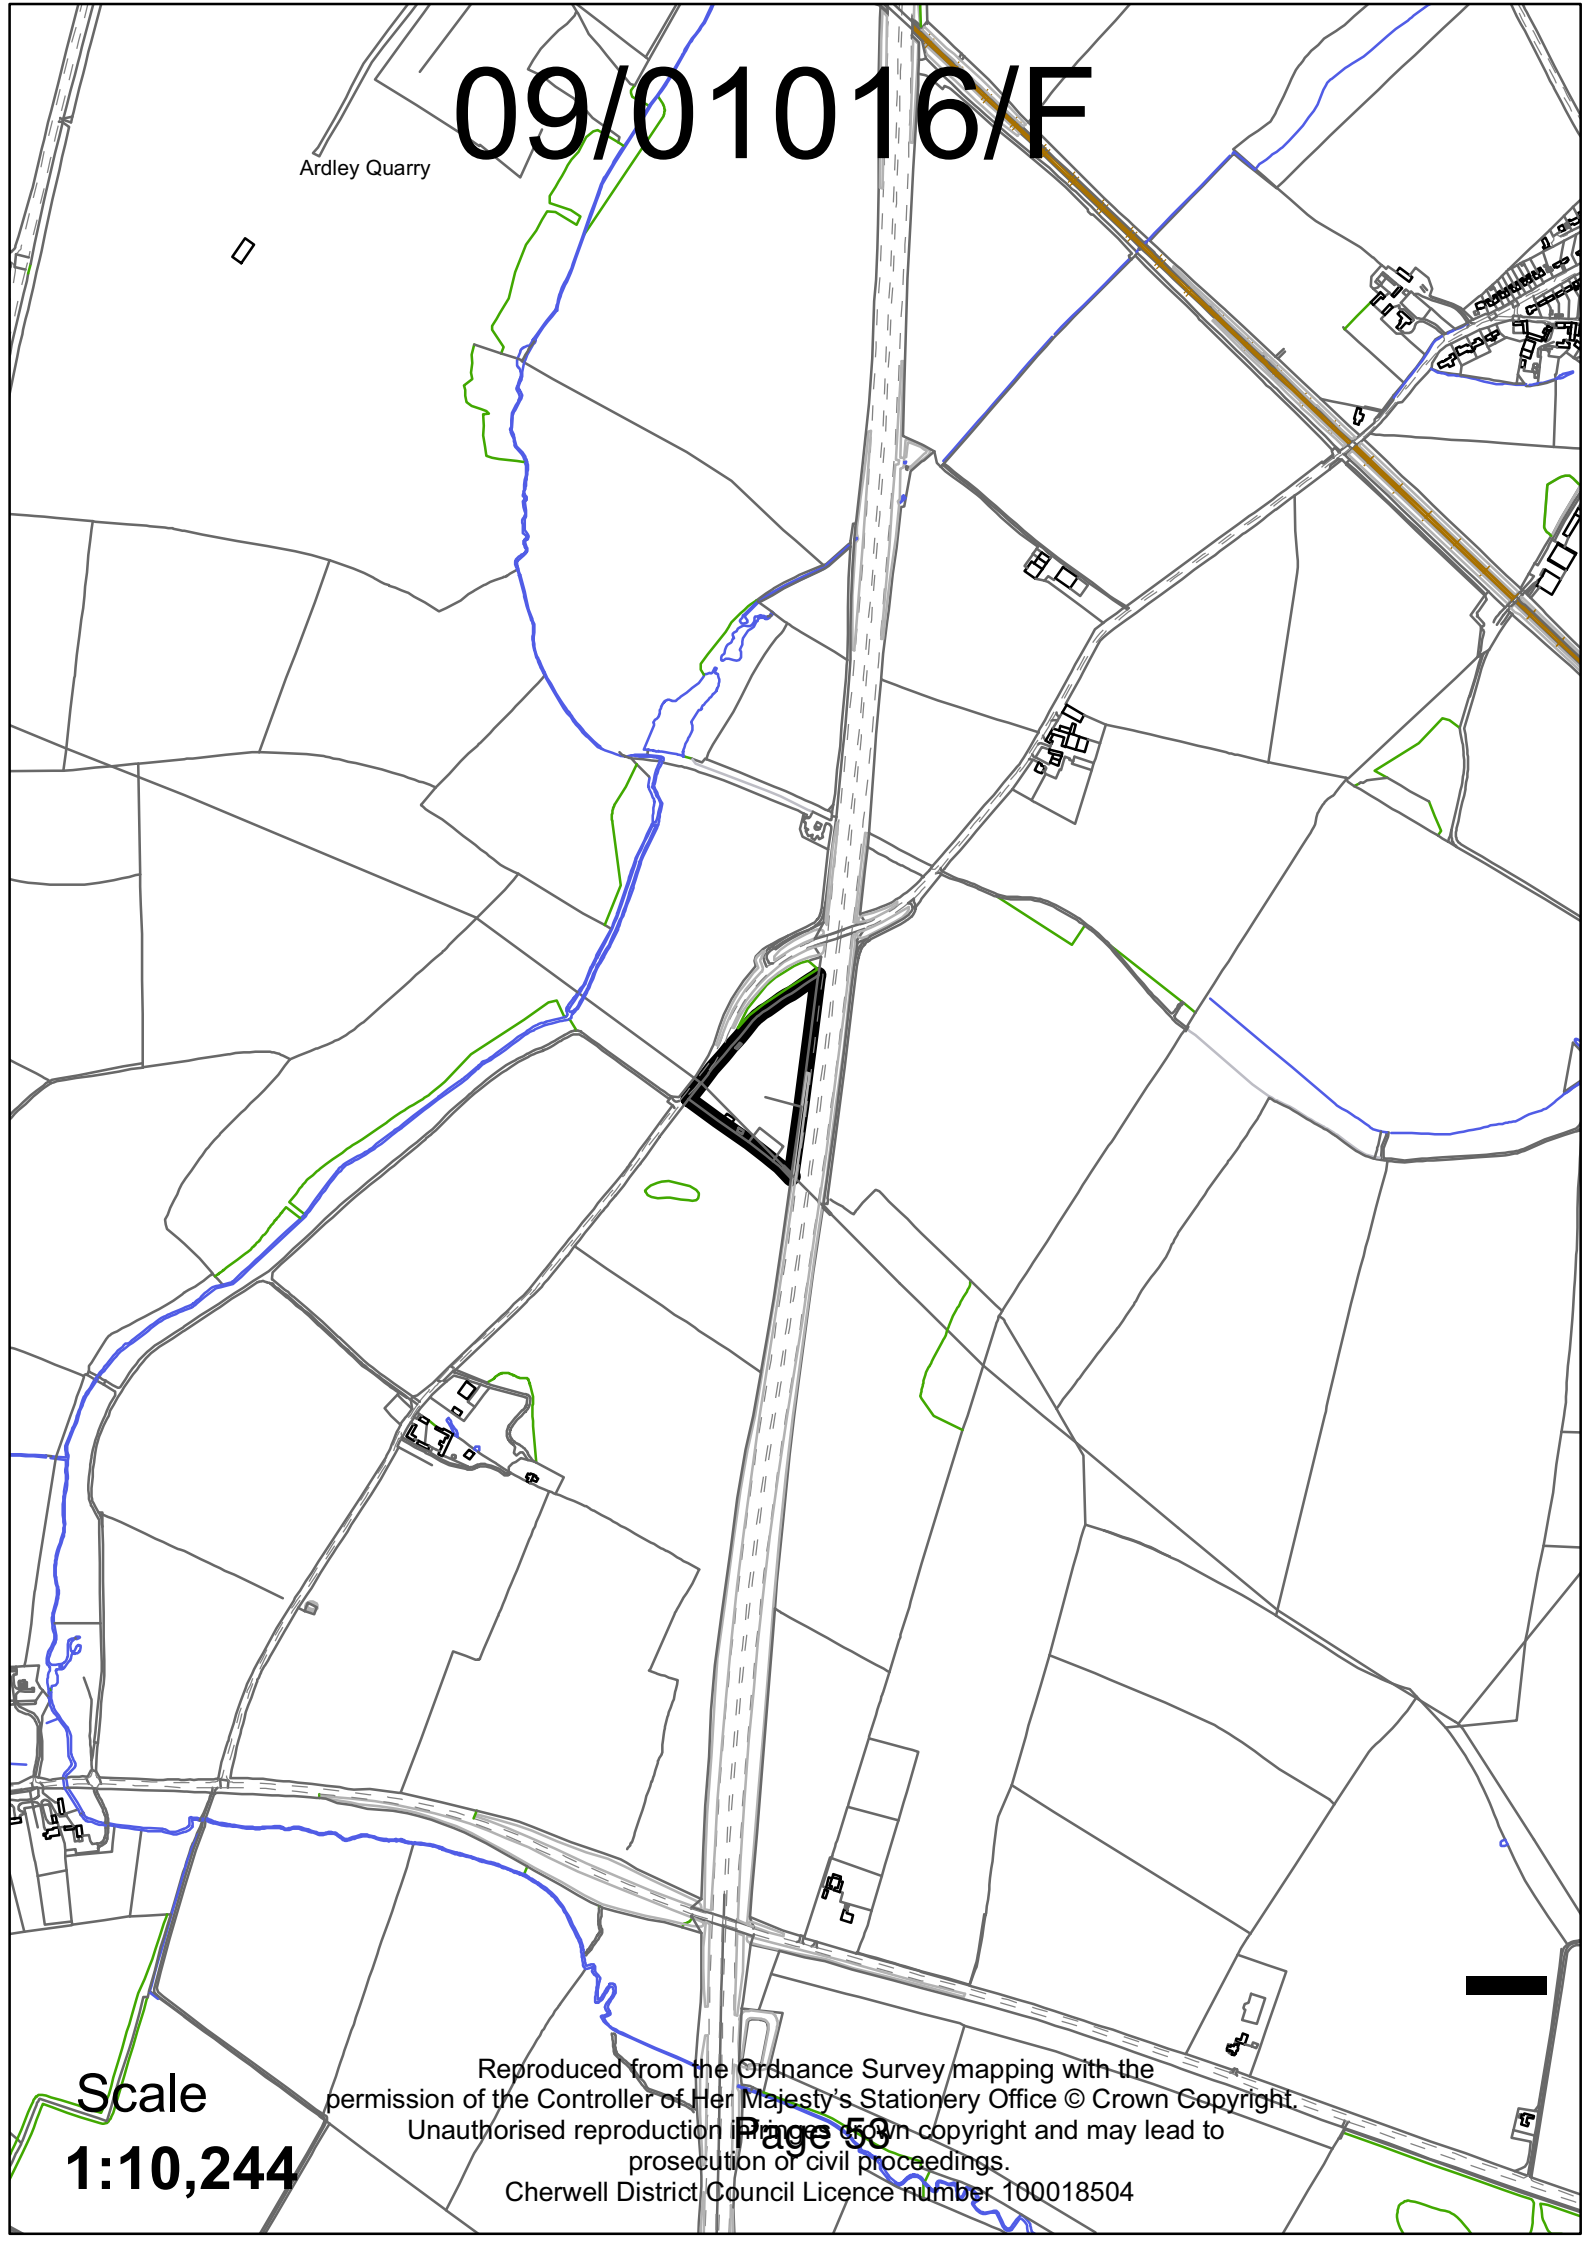 09/01016/F
Ardley Quarry
Scale
1:10,244
Reproduced from the Ordnance Survey mapping with the
permission of the Controller of Her Majesty's Stationery Office © Crown Copyright.
Unauthorised reproduction infringes crown copyright and may lead to
Page 53
prosecution or civil proceedings.
Cherwell District Council Licence number 100018504